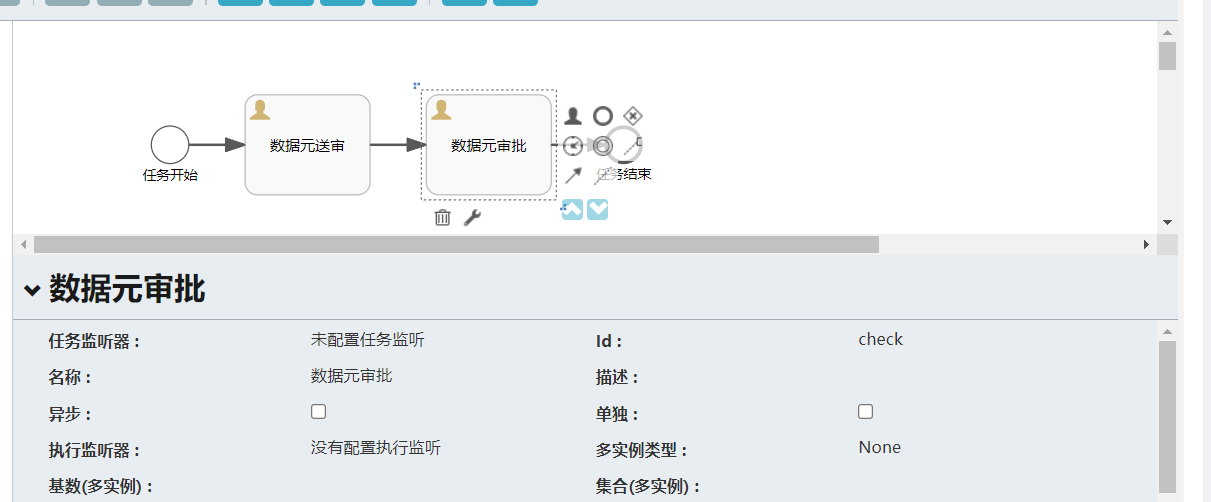 数据元送审
数据元审批
任务开始
任务结束
数据元审批
任务监听器：
未配置任务监听
Id：
check
名称：
数据元审批
描述：
异步：
单独：
执行监听器：
没有配置执行监听
多实例类型：
None
基数(多实例)：
集合(多实例)：